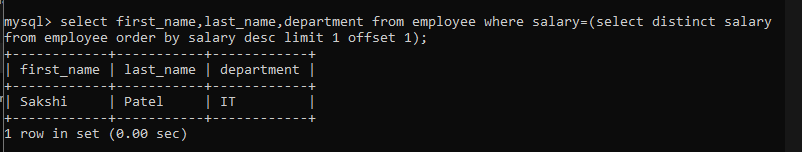 mysql> select first_name,last_name,department from employee where salary=(select distinct salary
from employee order by salary desc limit 1 offset 1);
+------------+-----------+------------+
| first_name | last_name | department |
+------------+-----------+------------+
| Sakshi     | Patel     | IT         |
+------------+-----------+------------+
1 row in set (0.00 sec)